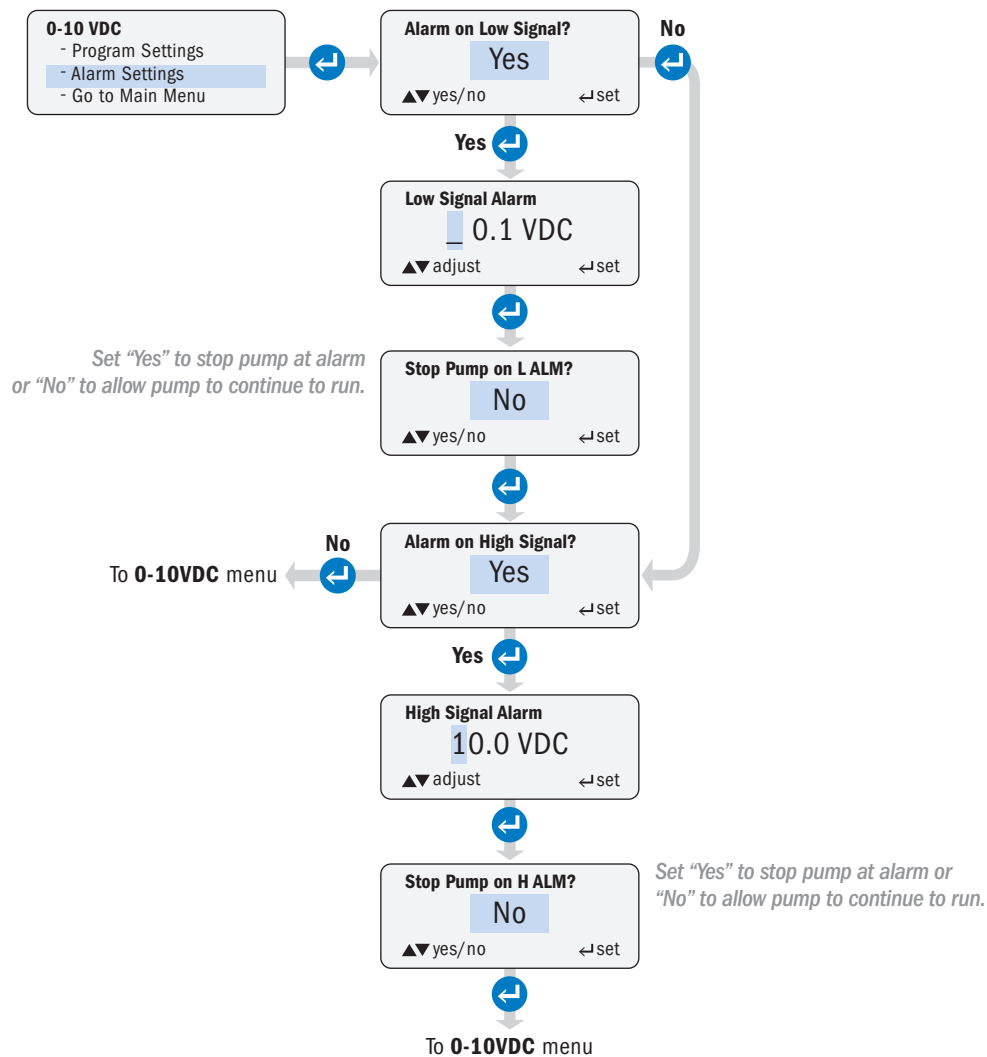 0-10 VDC
- Program Settings
- Alarm Settings
- Go to Main Menu
Alarm on Low Signal?
Yes
▲▼ yes/no ↵ set
No
Yes
Low Signal Alarm
_ 0.1 VDC
▲▼ adjust ↵ set
Set “Yes” to stop pump at alarm
or “No” to allow pump to continue to run.
Stop Pump on L ALM?
No
▲▼ yes/no ↵ set
Alarm on High Signal?
Yes
▲▼ yes/no ↵ set
No
To 0-10VDC menu
Yes
High Signal Alarm
10.0 VDC
▲▼ adjust ↵ set
Stop Pump on H ALM?
No
▲▼ yes/no ↵ set
Set “Yes” to stop pump at alarm or
“No” to allow pump to continue to run.
To 0-10VDC menu